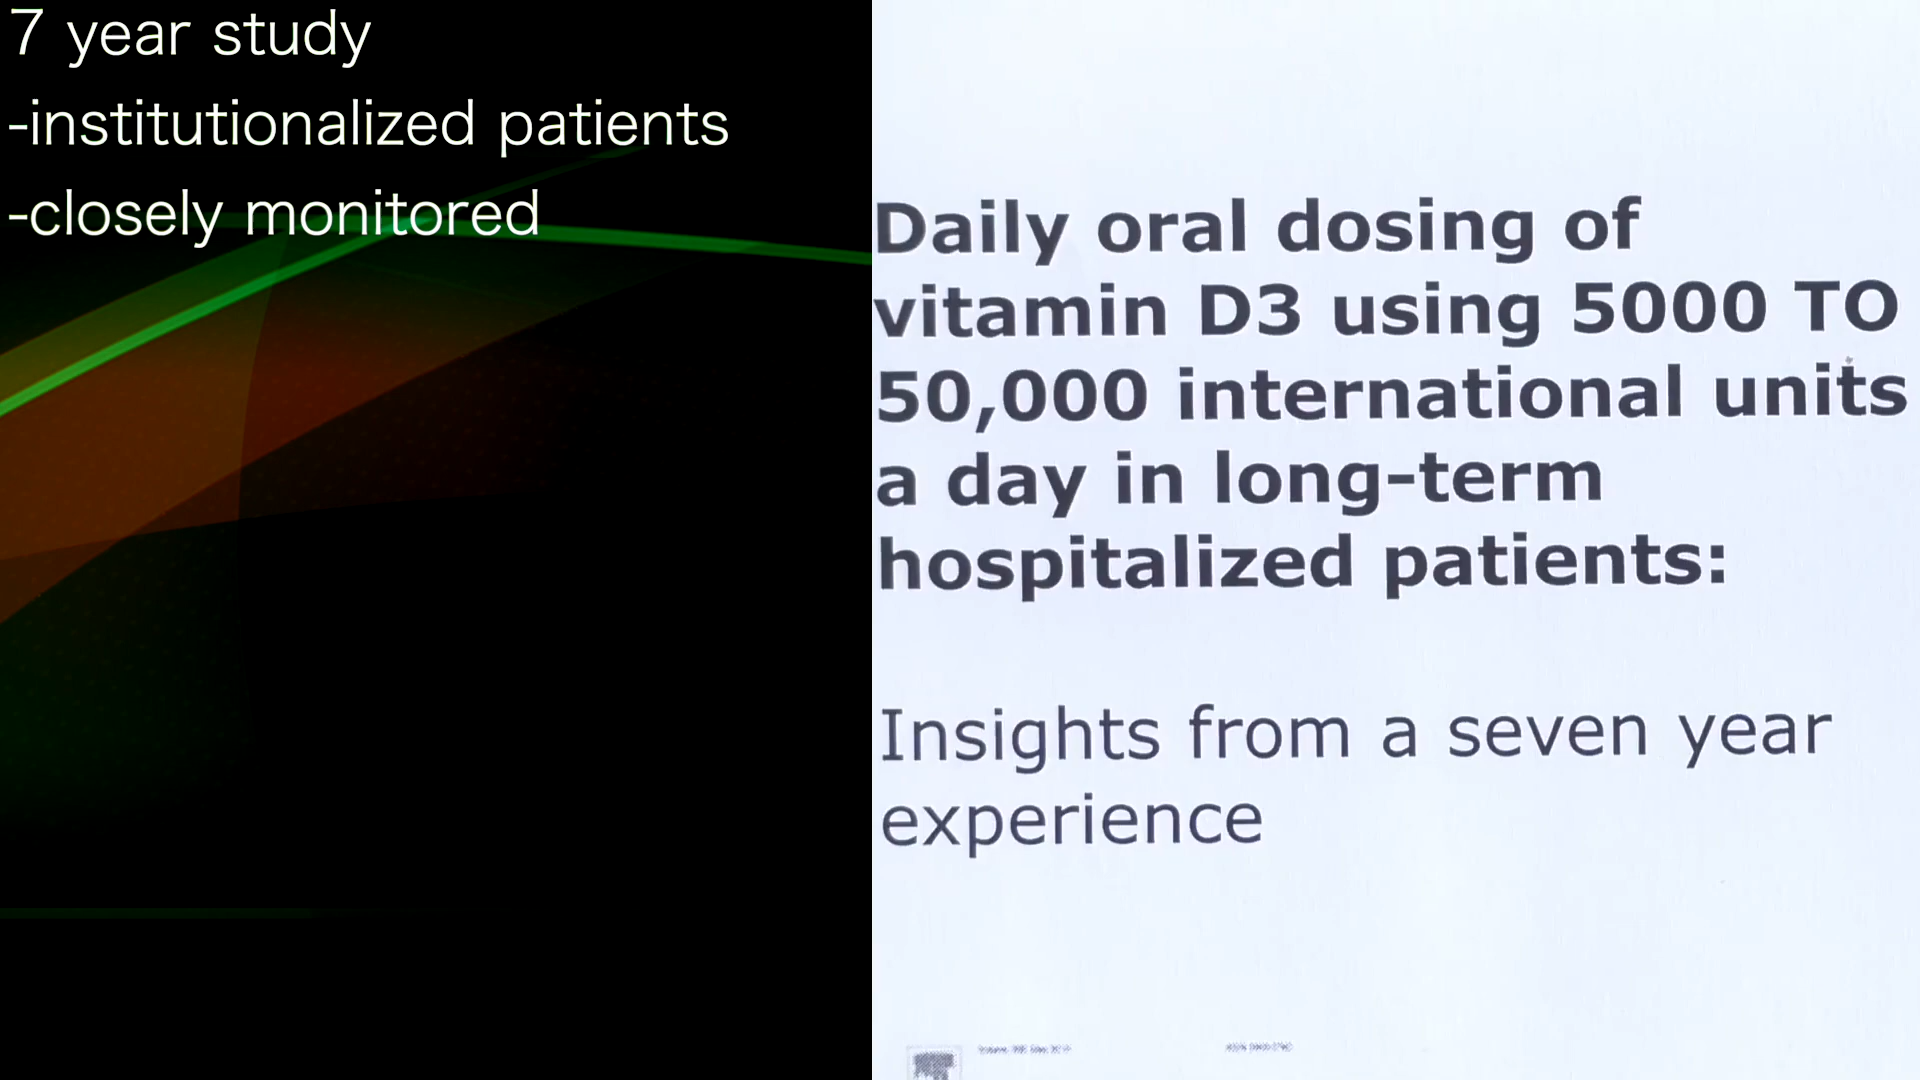 7 year study
-institutionalized patients
-closely monitored
Daily oral dosing of
vitamin D3 using 5000 TO
50,000 international units
a day in long-term
hospitalized patients:
Insights from a seven year
experience